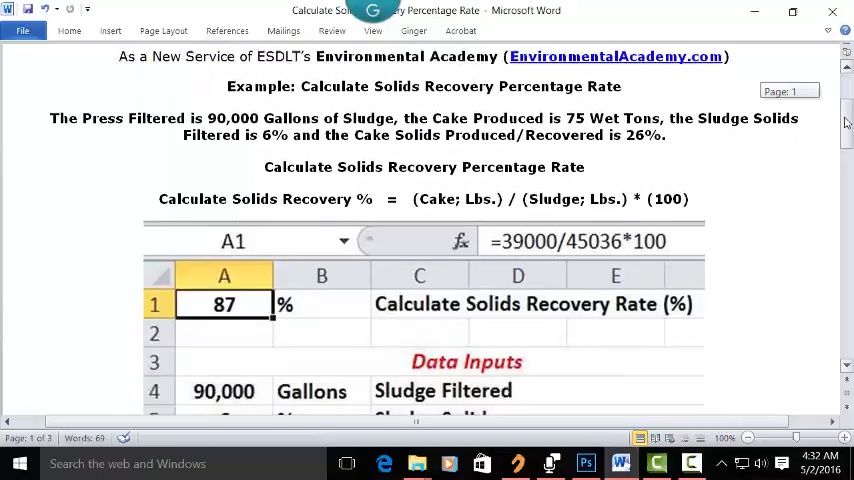 Calculate Sol
Recovery Percentage Rate - Microsoft Word
File
Home
Insert
Page Layout
References
Mailings
Review
View
Ginger
Acrobat
As a New Service of ESDLT's Environmental Academy (EnvironmentalAcademy.com)
Example: Calculate Solids Recovery Percentage Rate
Page: 1
The Press Filtered is 90,000 Gallons of Sludge, the Cake Produced is 75 Wet Tons, the Sludge Solids
Filtered is 6% and the Cake Solids Produced/Recovered is 26%.
Calculate Solids Recovery Percentage Rate
Calculate Solids Recovery % = (Cake; Lbs.) / (Sludge; Lbs.) * (100)
A1 fx =39000/45036*100
A B C D E
1 87 % Calculate Solids Recovery Rate (%)
2
3 Data Inputs
4 90,000 Gallons Sludge Filtered
Page: 1 of 3 Words: 69 100%
Search the web and Windows
4:32 AM
5/2/2016